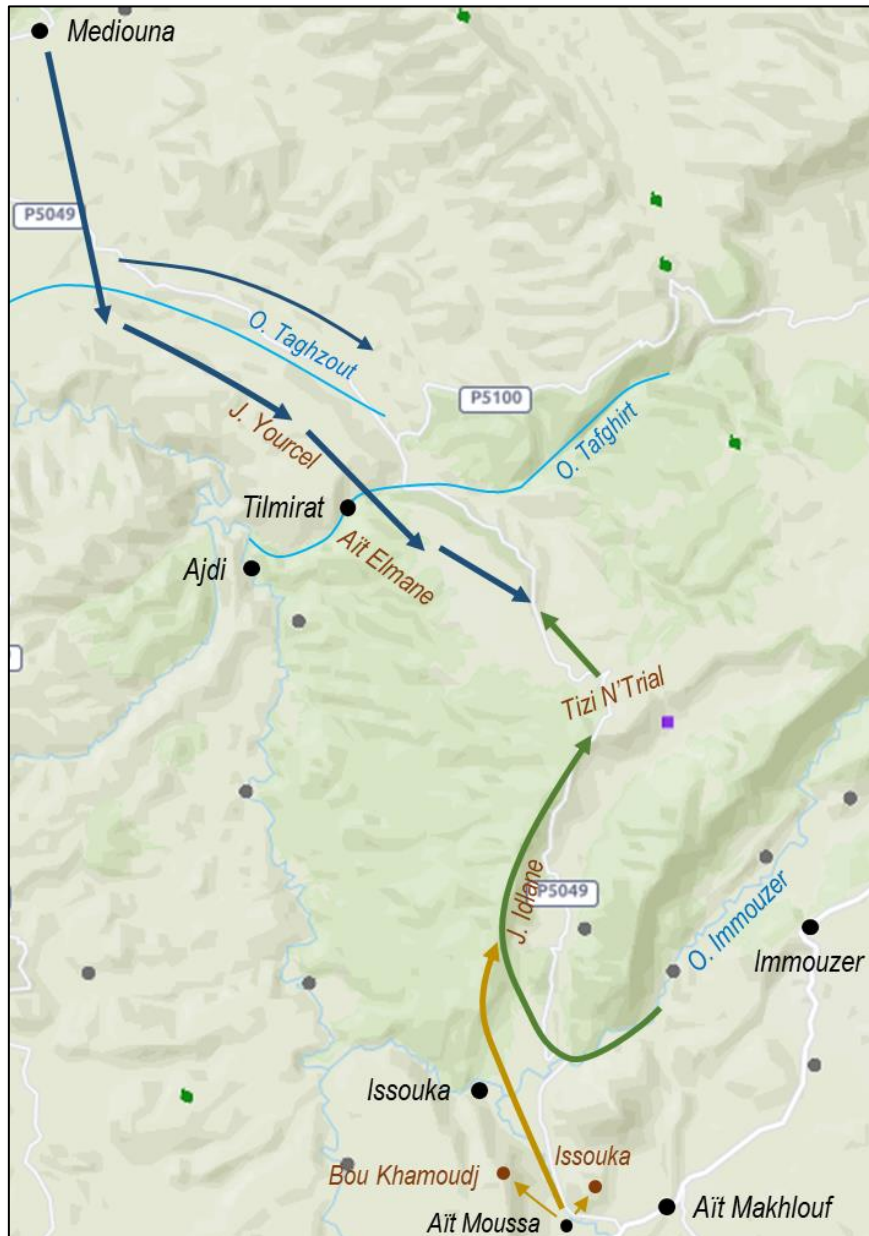 Mediouna
P5049
O. Taghzout
P5100
J. Yourcel
O. Tafghirt
Tilmirat
Aït Elmane
Ajdi
Tizi N'Trial
P5049
J. Idlane
O. Immouzer
Immouzer
Issouka
Issouka
Bou Khamoudj
Aït Makhlouf
Aït Moussa